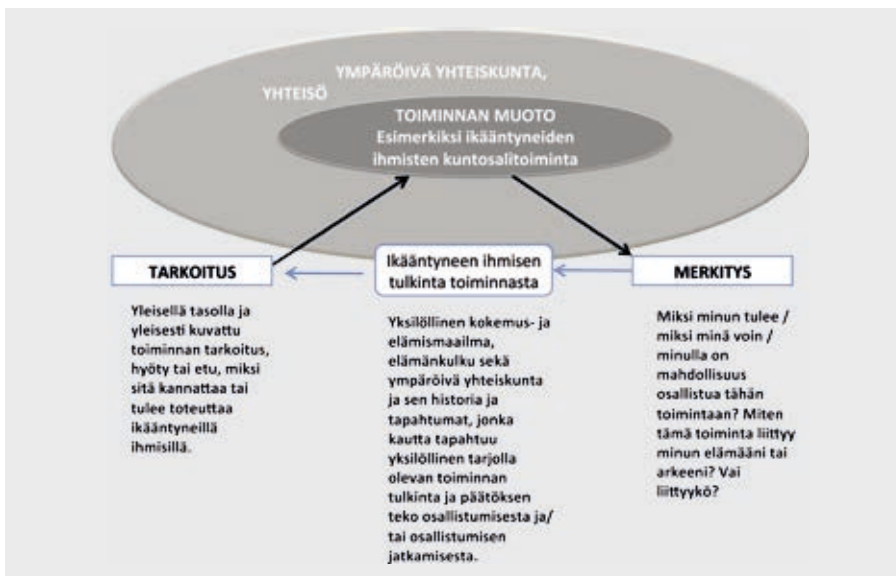 YMPÄRÖIVÄ YHTEISKUNTA,
YHTEISÖ
TOIMINNAN MUOTO
Esimerkiksi ikääntyneiden
ihmisten kuntosalitoiminta
TARKOITUS
Yleisellä tasolla ja
yleisesti kuvattu
toiminnan tarkoitus,
hyöty tai etu, miksi
sitä kannattaa tai
tulee toteuttaa
ikääntyneillä
ihmisillä.
Ikääntyneen ihmisen
tulkinta toiminnasta
Yksilöllinen kokemus- ja
elämismaailma,
elämänkulku sekä
ympäröivä yhteiskunta
ja sen historia ja
tapahtumat, jonka
kautta tapahtuu
yksilöllinen tarjolla
olevan toiminnan
tulkinta ja päätöksen
teko osallistumisesta ja/
tai osallistumisen
jatkamisesta.
MERKITYS
Miksi minun tulee /
miksi minä voin /
minulla on
mahdollisuus
osallistua tähän
toimintaan? Miten
tämä toiminta liittyy
minun elämääni tai
arkeeni? Vai
liittyykö?